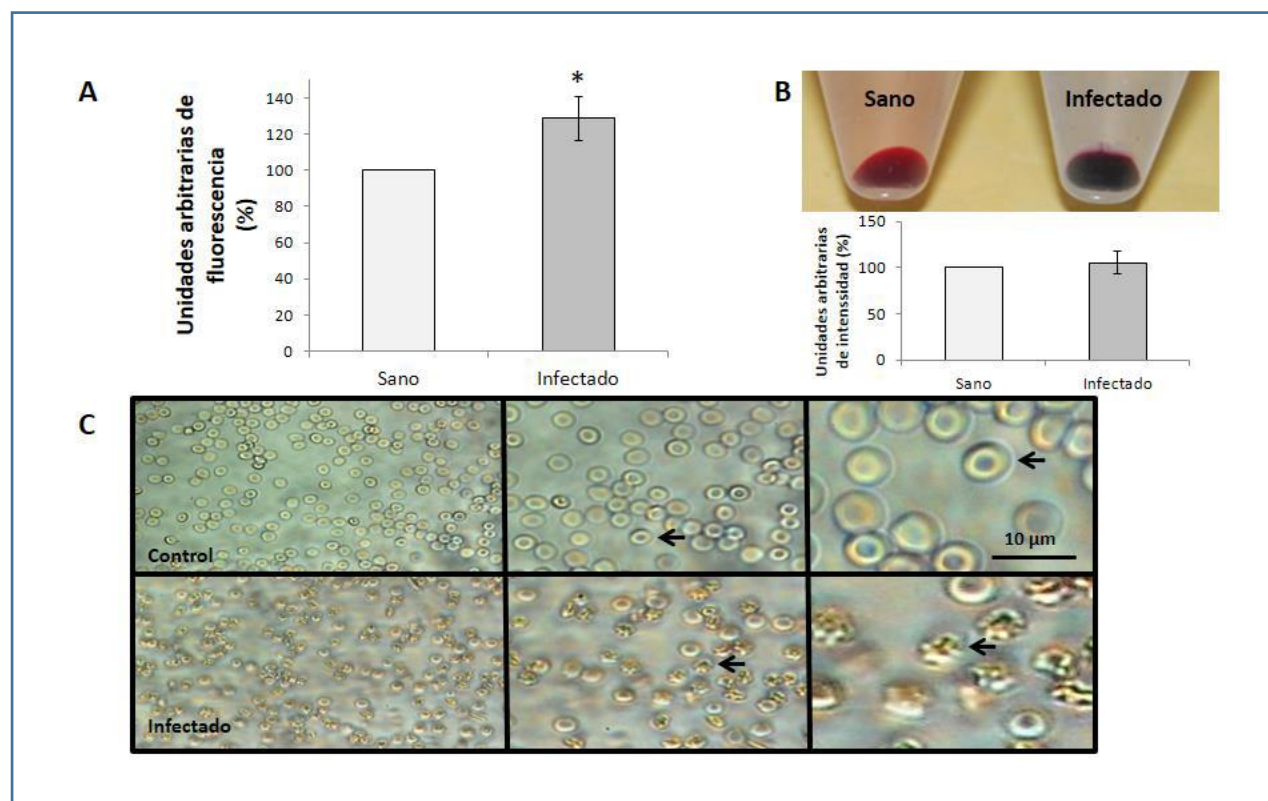 A
Unidades arbitrarias de
fluorescencia
(%)
140
120
100
80
60
40
20
0
*
Sano
Infectado
B
Sano
Infectado
Unidades arbitrarias
de intenssidad (%)
150
100
50
0
Sano
Infectado
C
Control
10 µm
Infectado